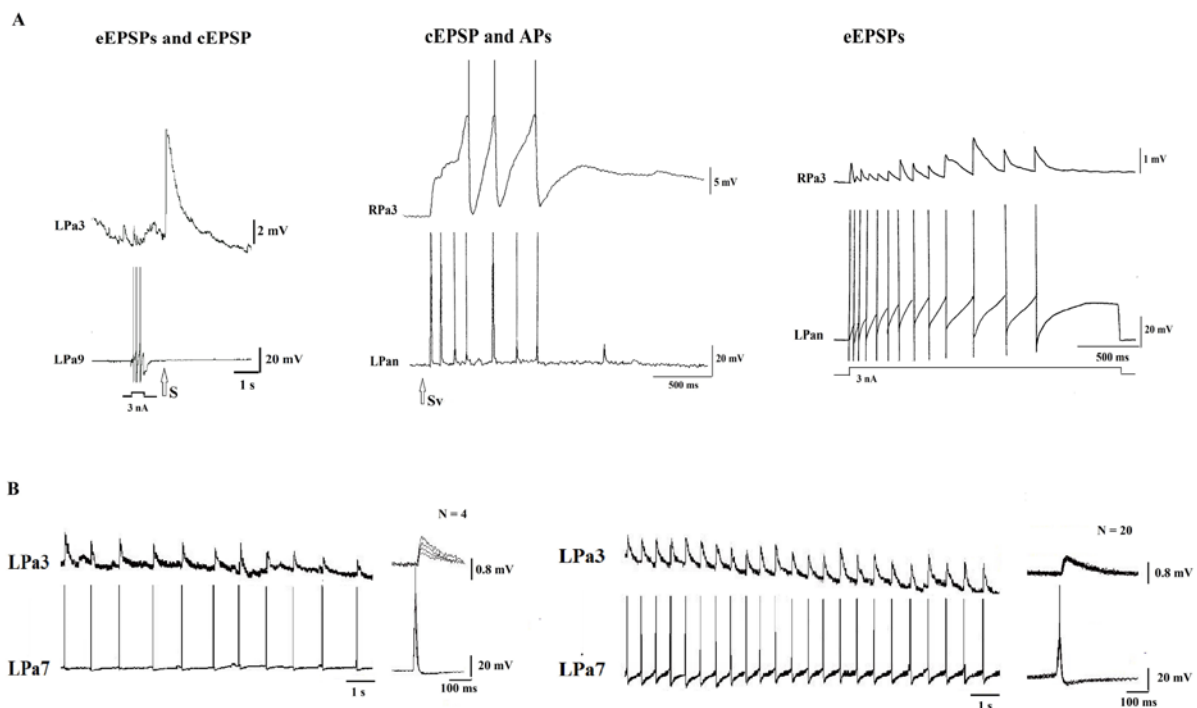 A
eEPSPs and cEPSP
cEPSP and APs
eEPSPs
LPa3
2 mV
LPa9
20 mV
1 s
S
3 nA
RPa3
5 mV
LPan
20 mV
500 ms
Sv
RPa3
1 mV
LPan
20 mV
500 ms
3 nA
B
N = 4
LPa3
0.8 mV
LPa7
20 mV
1 s
100 ms
N = 20
LPa3
0.8 mV
LPa7
20 mV
1 s
100 ms